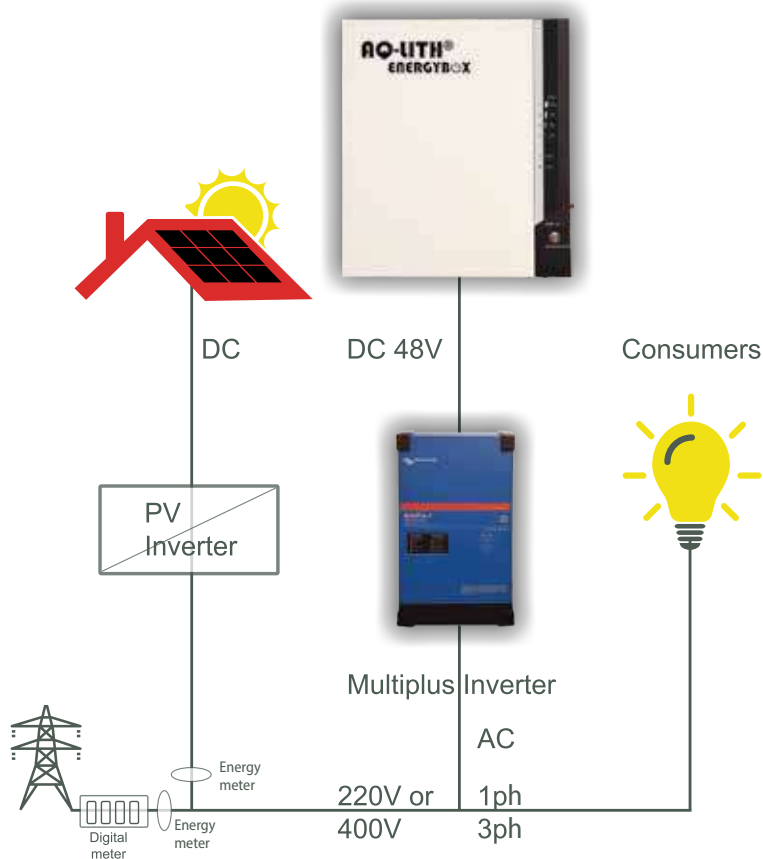 AQ-LITH®
ENERGYBOX
DC
DC 48V
Consumers
PV
Inverter
Multiplus Inverter
AC
Energy
meter
220V or 1ph
400V 3ph
Energy
meter
Digital
meter